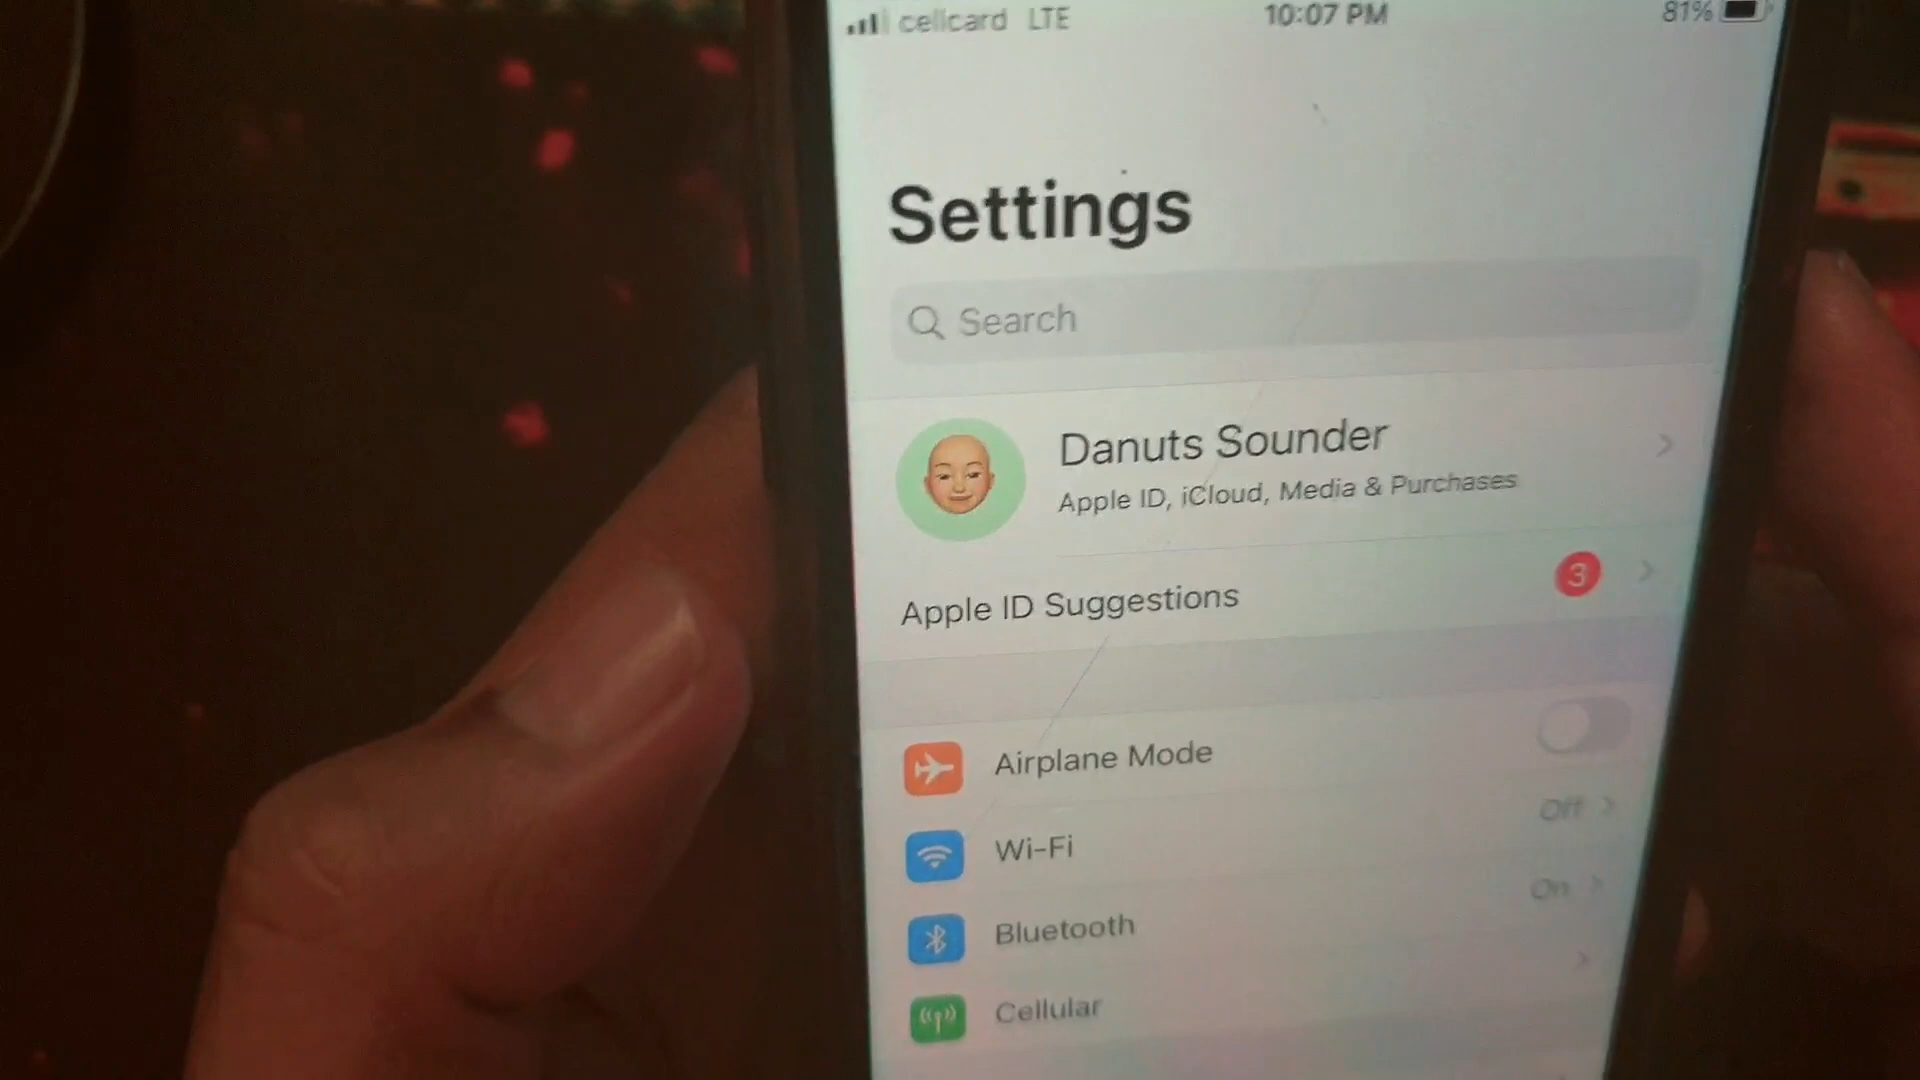 cellcard LTE 10:07 PM 81%
Settings
Search
Danuts Sounder
Apple ID, iCloud, Media & Purchases
Apple ID Suggestions 3
Airplane Mode
Wi-Fi Off
Bluetooth On
Cellular